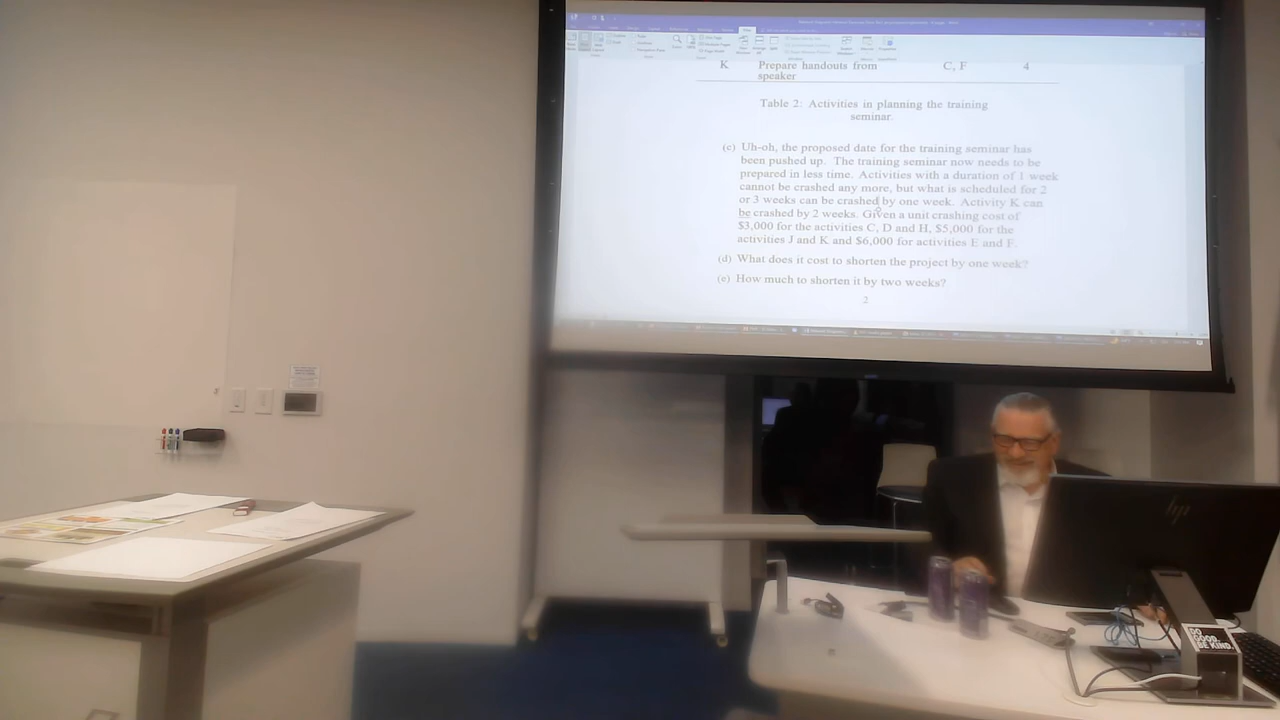 K Prepare handouts from C, F 4
speaker
Table 2: Activities in planning the training
seminar
(c) Uh-oh, the proposed date for the training seminar has
been pushed up. The training seminar now needs to be
prepared in less time. Activities with a duration of 1 week
cannot be crashed any more, but what is scheduled for 2
or 3 weeks can be crashed by one week. Activity K can
be crashed by 2 weeks. Given a unit crashing cost of
$3,000 for the activities C, D and H, $5,000 for the
activities J and K and $6,000 for activities E and F.
(d) What does it cost to shorten the project by one week?
(e) How much to shorten it by two weeks?
2
hp
DO
GOOD.
BE KIND.